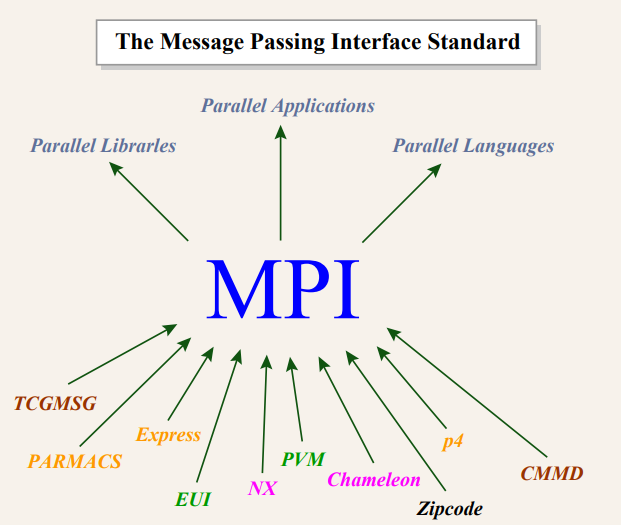 The Message Passing Interface Standard
Parallel Applications
Parallel Librarles
Parallel Languages
MPI
TCGMSG
Express
p4
PARMACS
PVM
CMMD
Chameleon
NX
EUI
Zipcode